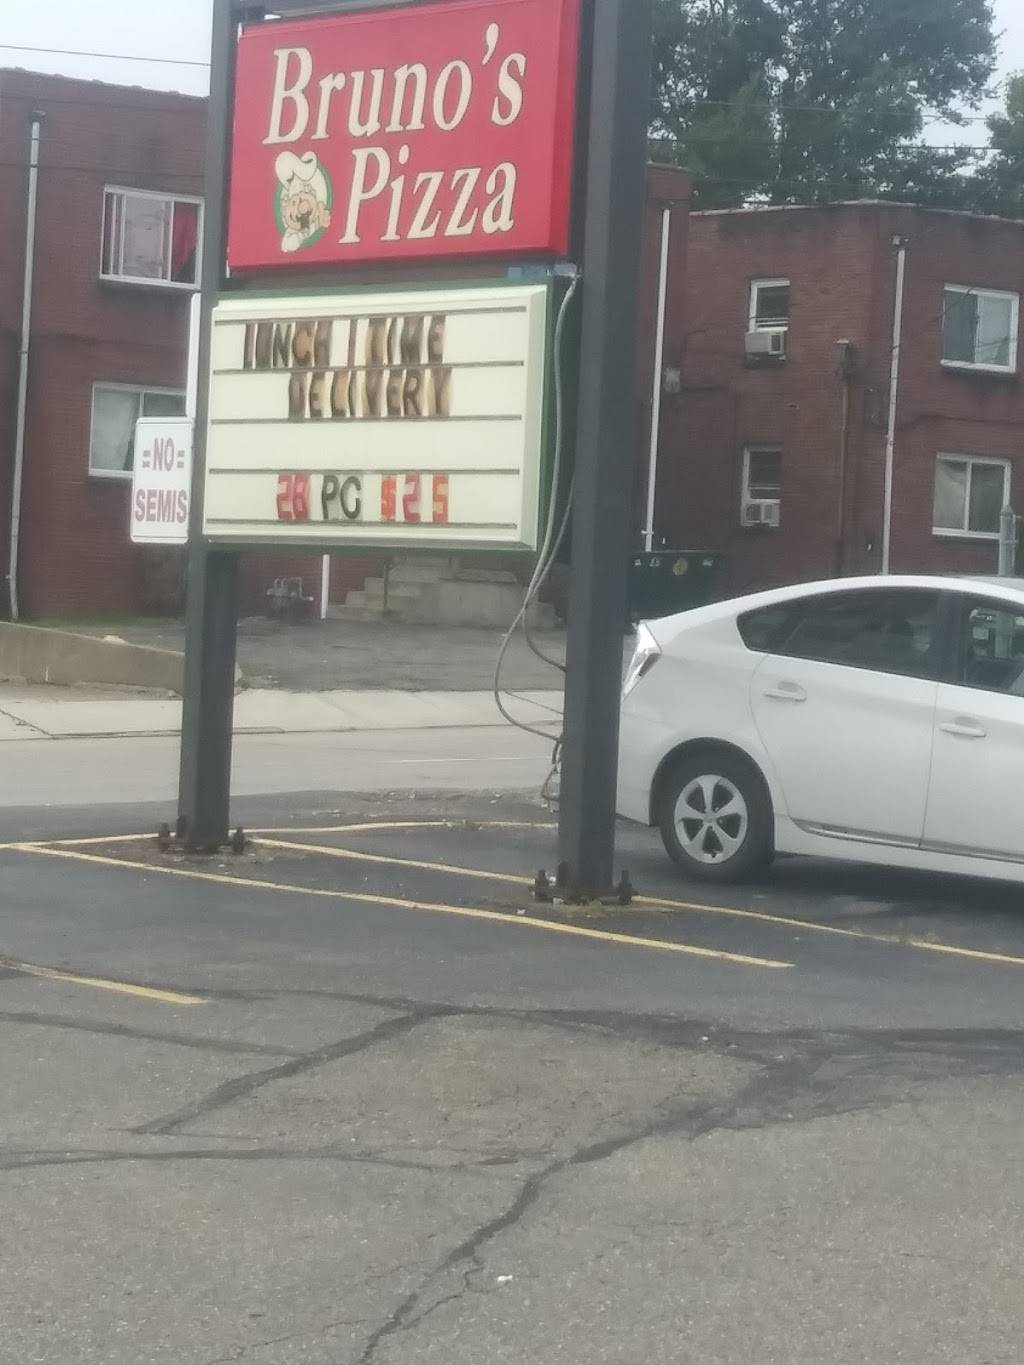 Bruno's
Pizza
LUNCH TIME
DELIVERY
28 PC $25
=NO=
SEMIS